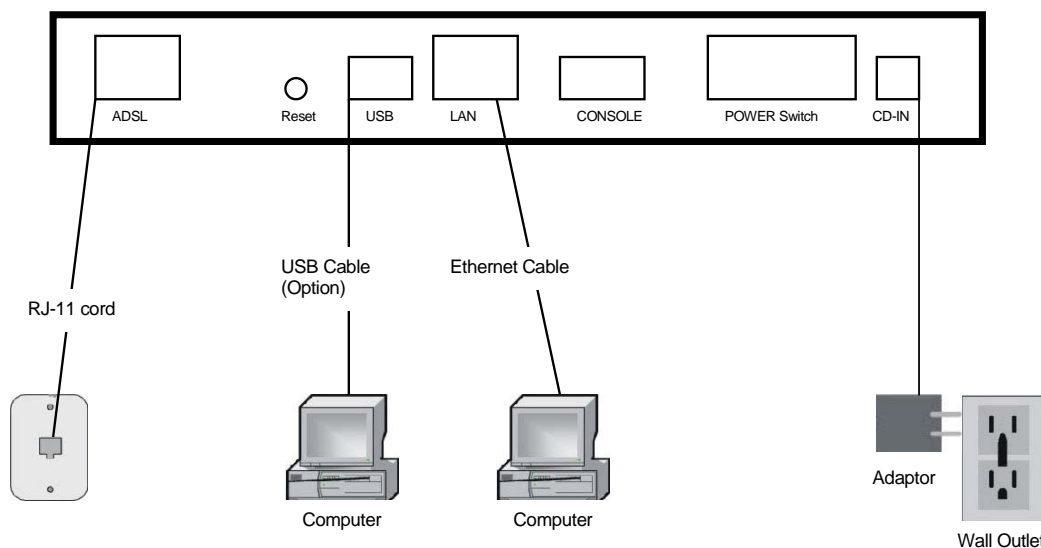 ADSL
Reset
USB
LAN
CONSOLE
POWER Switch
CD-IN
USB Cable
(Option)
Ethernet Cable
RJ-11 cord
Adaptor
Computer
Computer
Wall Outlet